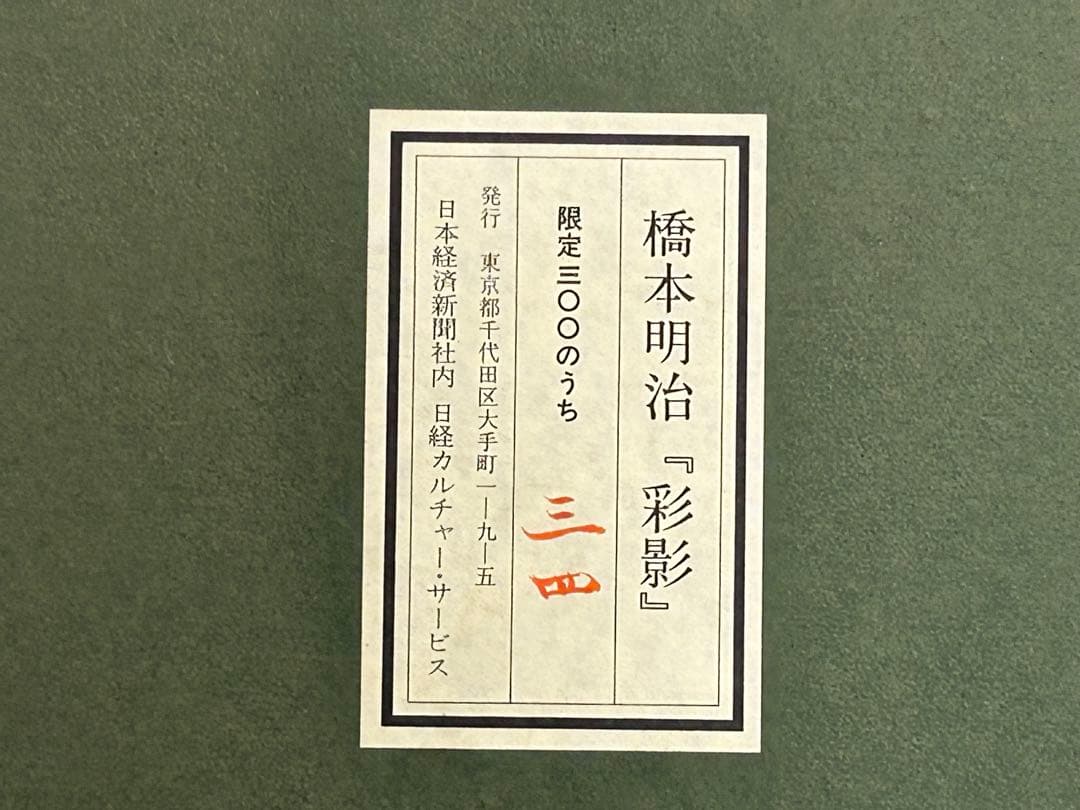 橋本明治『彩影』
限定三〇〇のうち 三四
発行 東京都千代田区大手町一―九―五
日本経済新聞社内 日経カルチャー・サービス